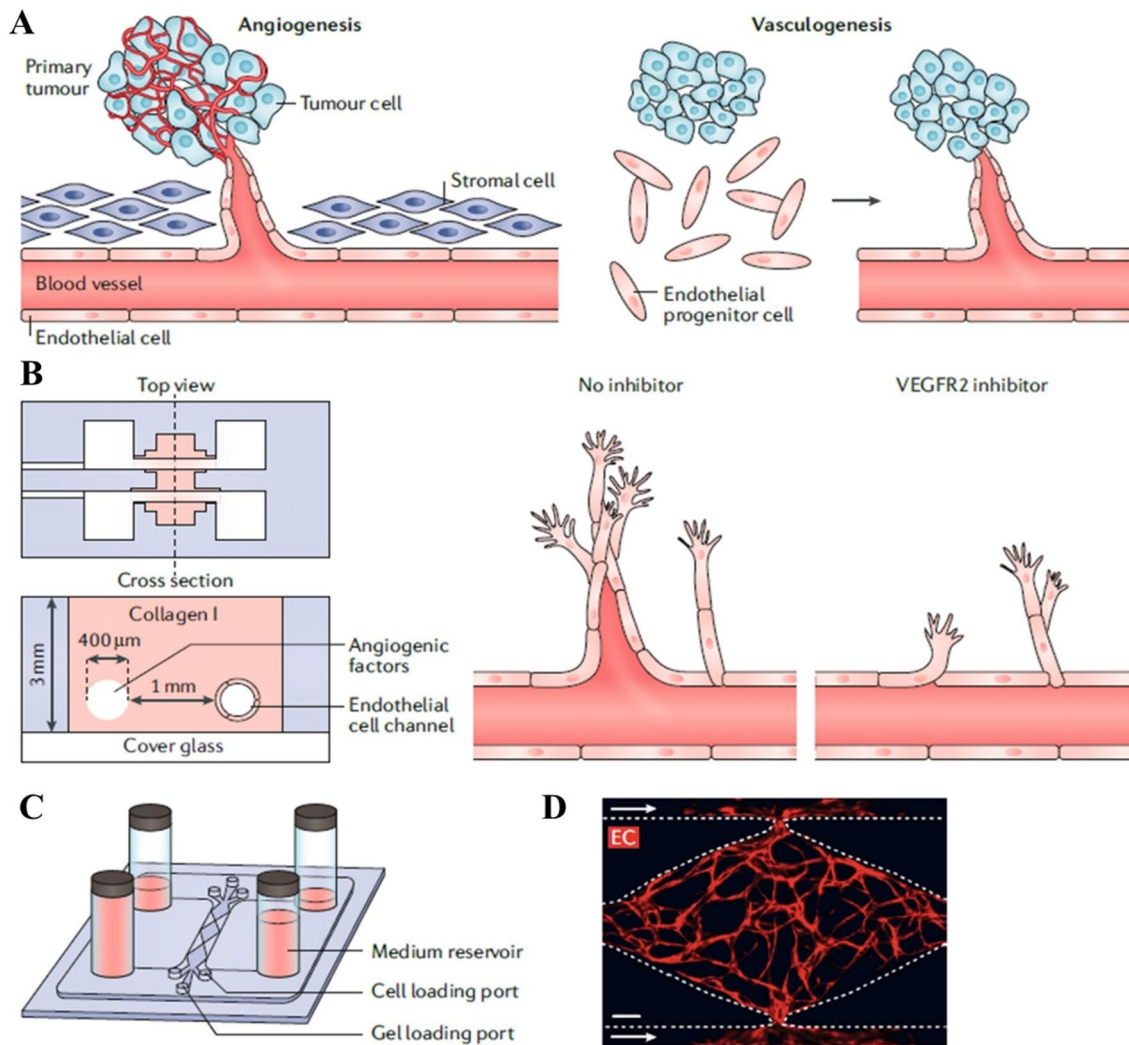 A
Angiogenesis
Vasculogenesis
Primary
tumour
Tumour cell
Stromal cell
Blood vessel
Endothelial cell
Endothelial
progenitor cell
B
Top view
No inhibitor
VEGFR2 inhibitor
Cross section
Collagen I
400 μm
3 mm
1 mm
Angiogenic
factors
Endothelial
cell channel
Cover glass
C
Medium reservoir
Cell loading port
Gel loading port
D
EC